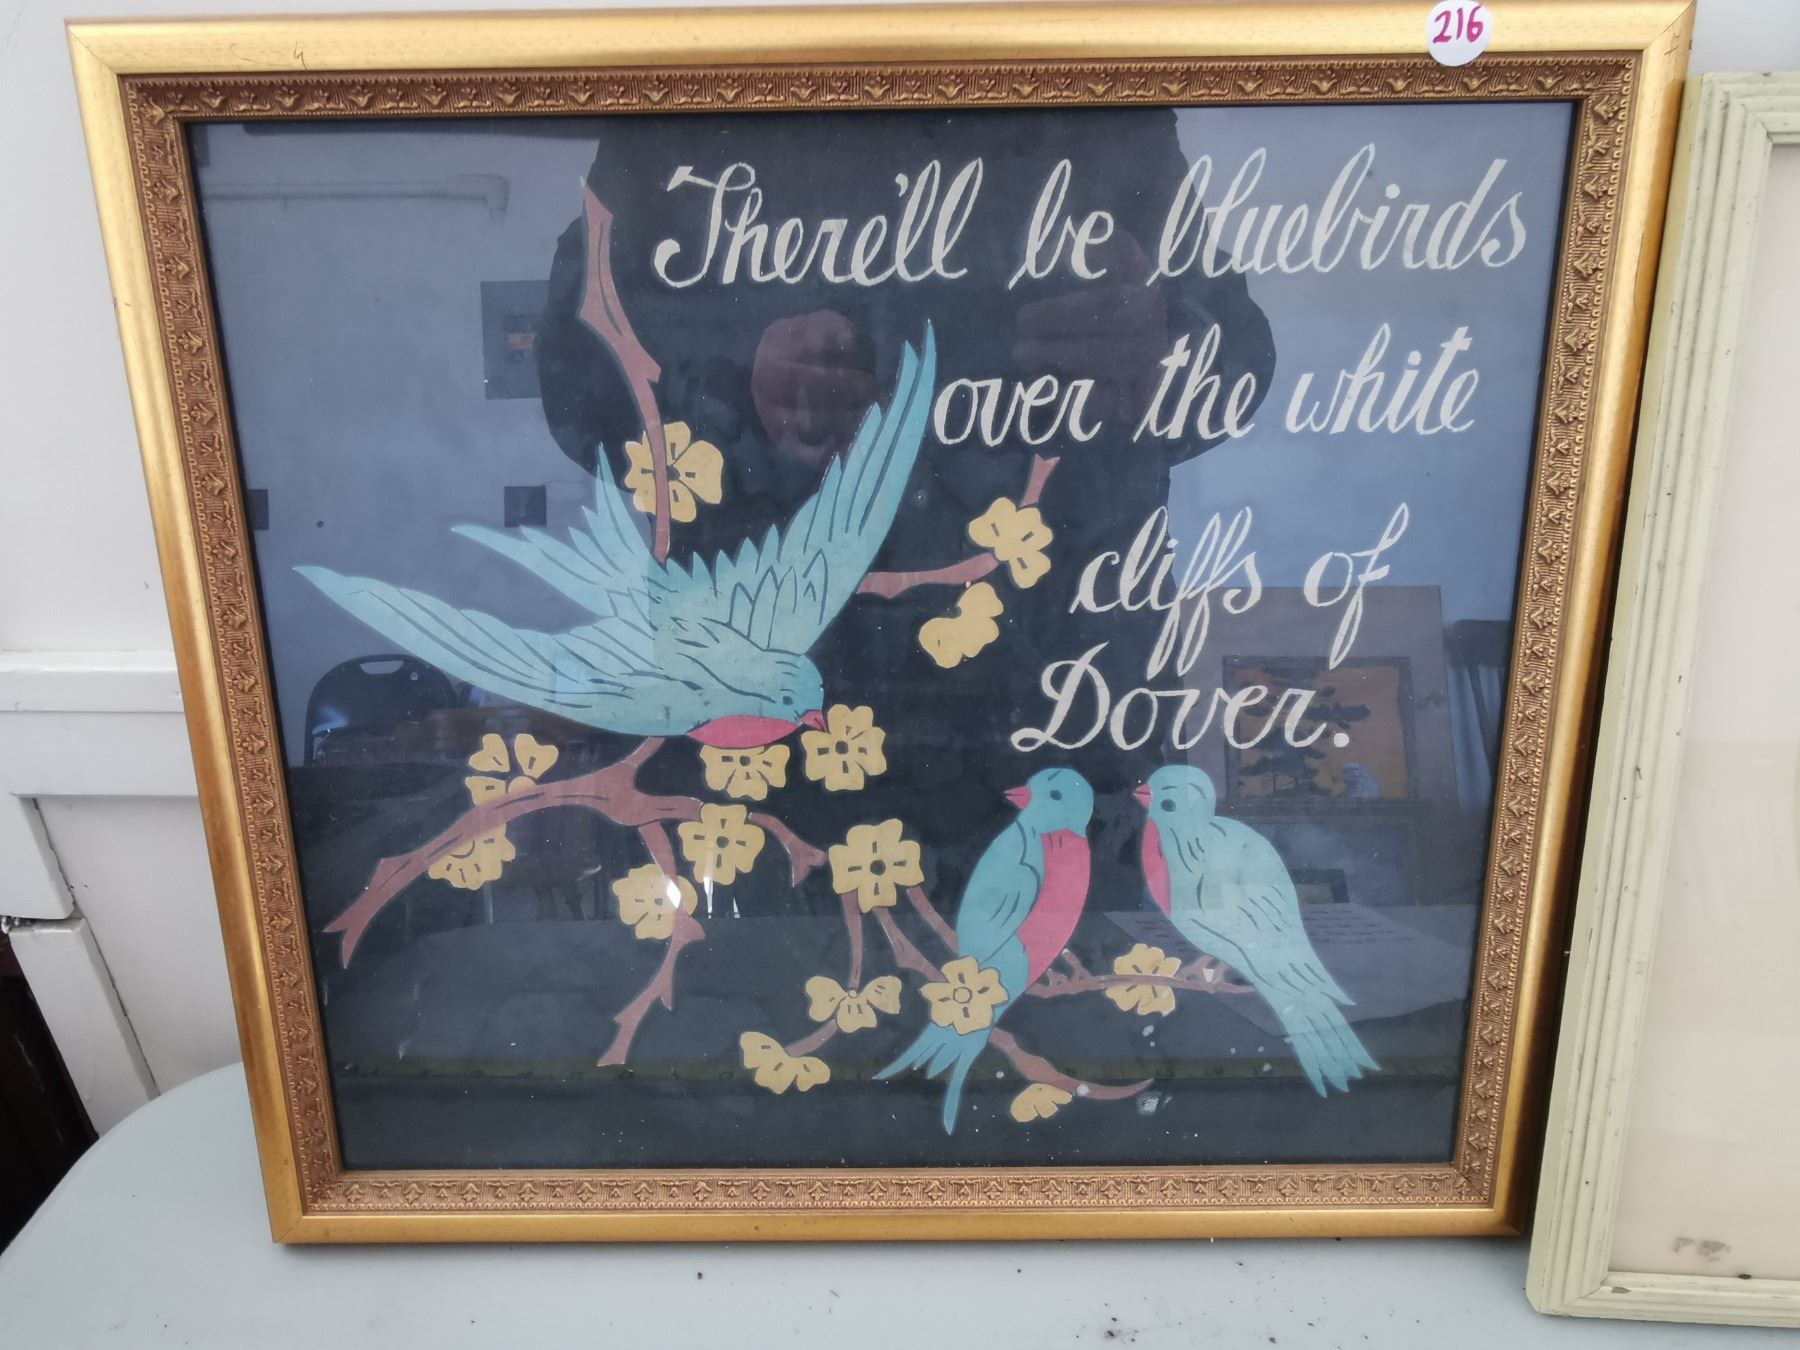 216
There'll be bluebirds
over the white
cliffs of
Dover.